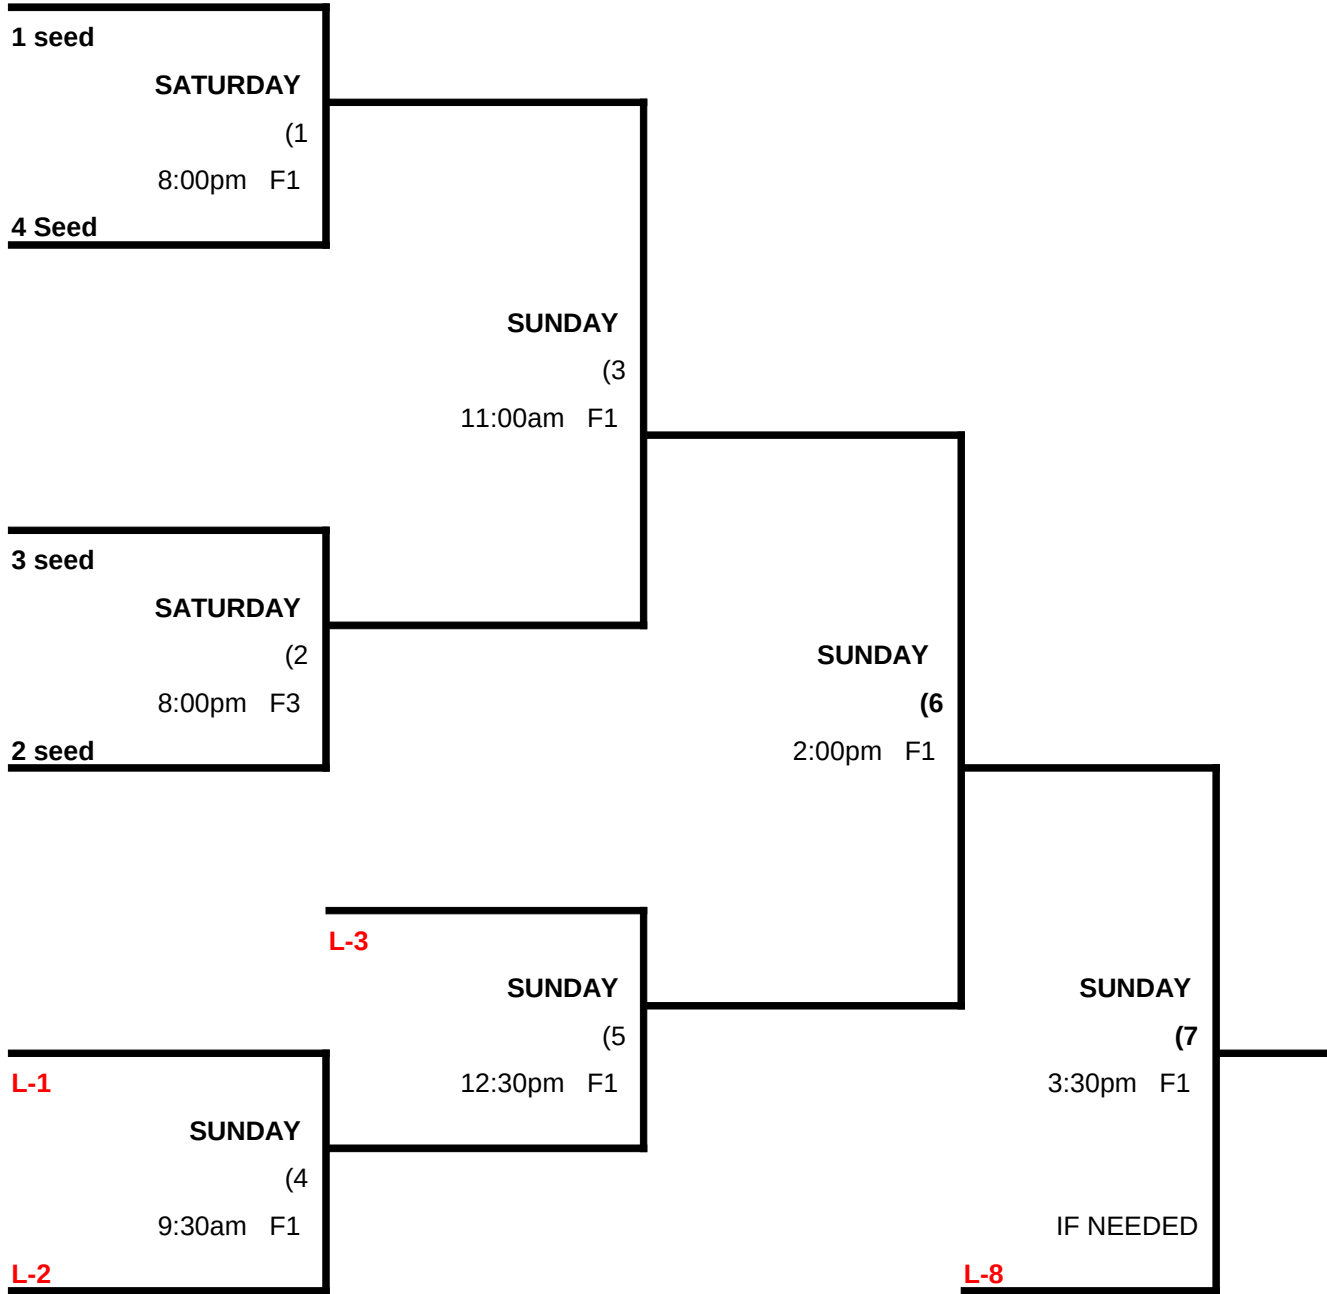 1 seed
SATURDAY
(1
8:00pm F1
4 Seed
SUNDAY
(3
11:00am F1
3 seed
SATURDAY
(2
8:00pm F3
2 seed
SUNDAY
(6
2:00pm F1
L-3
SUNDAY
(5
12:30pm F1
SUNDAY
(7
3:30pm F1
L-1
SUNDAY
(4
9:30am F1
L-2
IF NEEDED
L-8